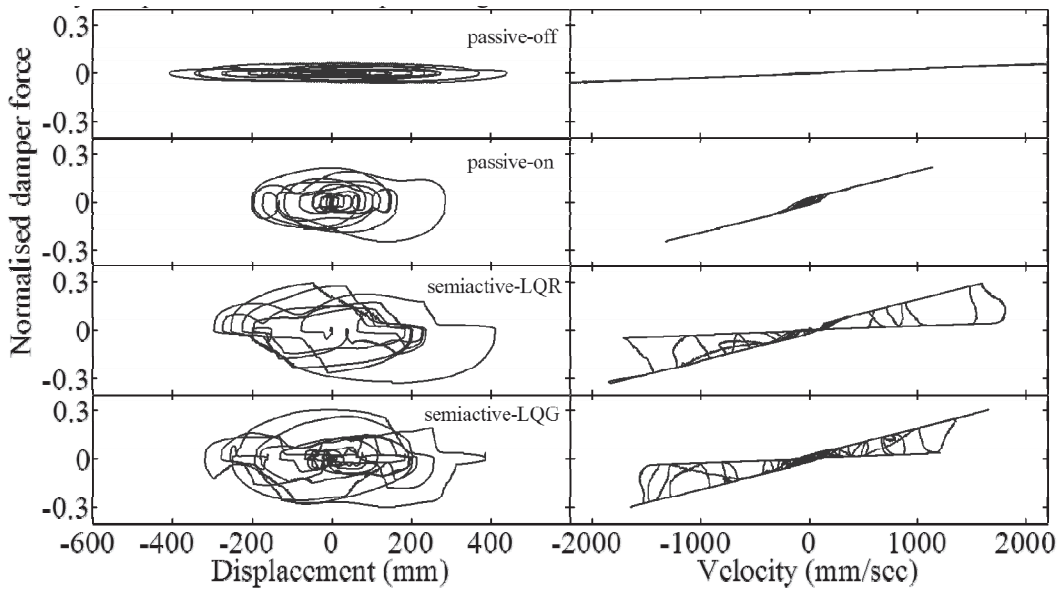 0.3
passive-off
0
-0.3
0.3
passive-on
0
-0.3
0.3
semiactive-LQR
0
-0.3
0.3
semiactive-LQG
0
-0.3
Normalised damper force
-600 -400 -200 0 200 400 -2000 -1000 0 1000 2000
Displacement (mm) Velocity (mm/sec)